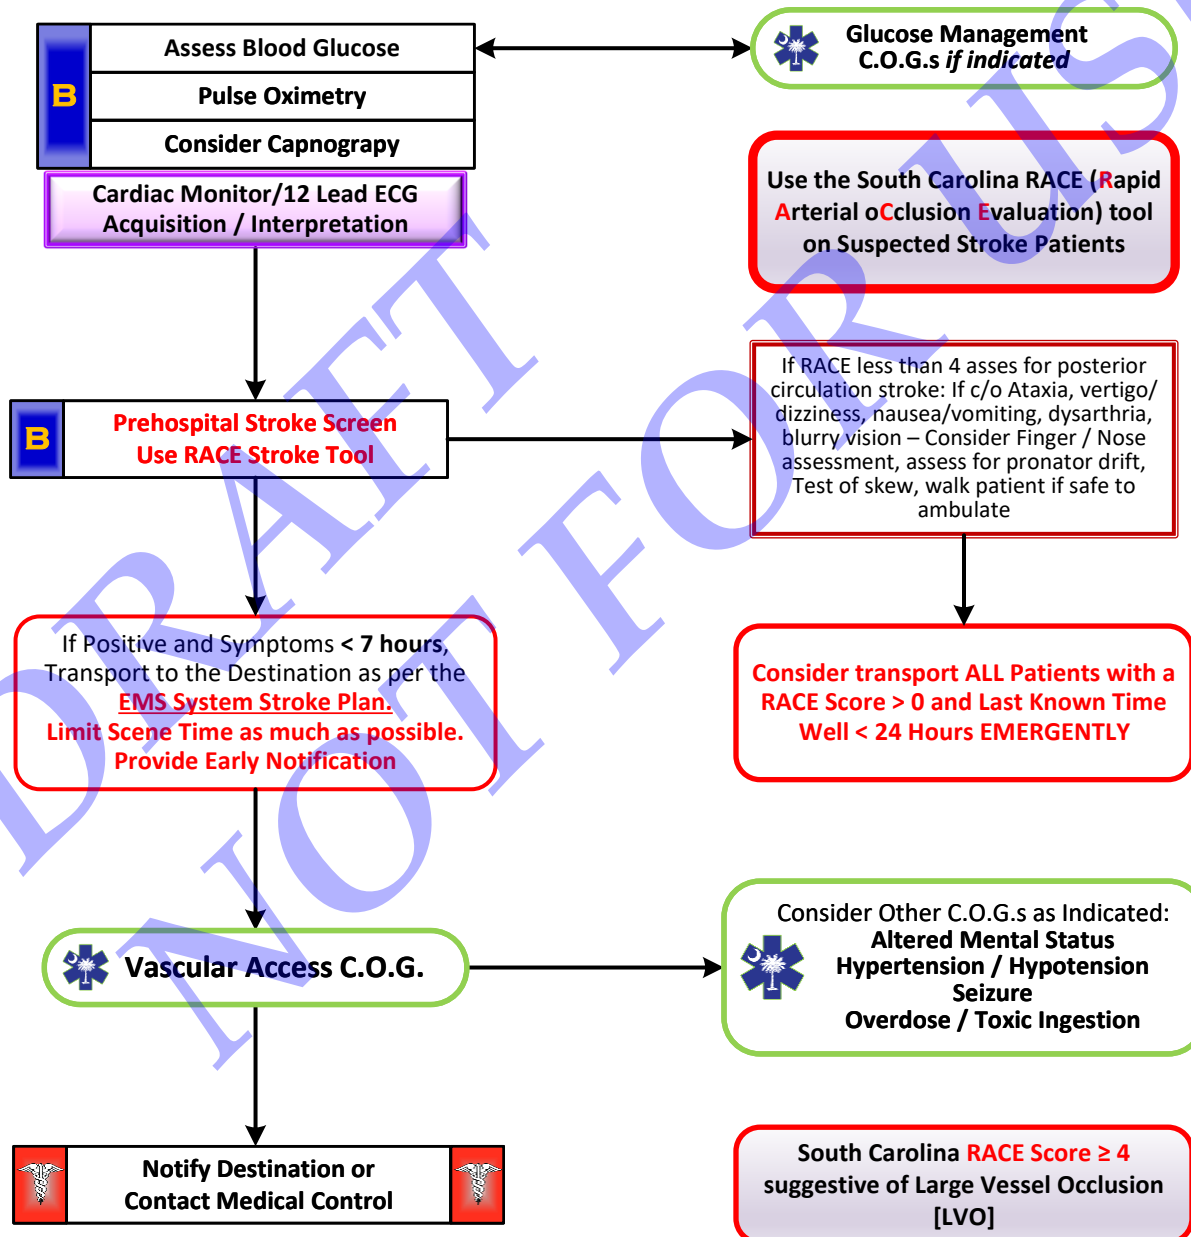 B
Assess Blood Glucose
Pulse Oximetry
Consider Capnograpy
Cardiac Monitor/12 Lead ECG
Acquisition / Interpretation
Glucose Management
C.O.G.s if indicated
Use the South Carolina RACE (Rapid
Arterial oCclusion Evaluation) tool
on Suspected Stroke Patients
B
Prehospital Stroke Screen
Use RACE Stroke Tool
If RACE less than 4 asses for posterior
circulation stroke: If c/o Ataxia, vertigo/
dizziness, nausea/vomiting, dysarthria,
blurry vision – Consider Finger / Nose
assessment, assess for pronator drift,
Test of skew, walk patient if safe to
ambulate
If Positive and Symptoms < 7 hours,
Transport to the Destination as per the
EMS System Stroke Plan.
Limit Scene Time as much as possible.
Provide Early Notification
Consider transport ALL Patients with a
RACE Score > 0 and Last Known Time
Well < 24 Hours EMERGENTLY
Vascular Access C.O.G.
Consider Other C.O.G.s as Indicated:
Altered Mental Status
Hypertension / Hypotension
Seizure
Overdose / Toxic Ingestion
Notify Destination or
Contact Medical Control
South Carolina RACE Score ≥ 4
suggestive of Large Vessel Occlusion
[LVO]
DRAFT
NOT FOR US